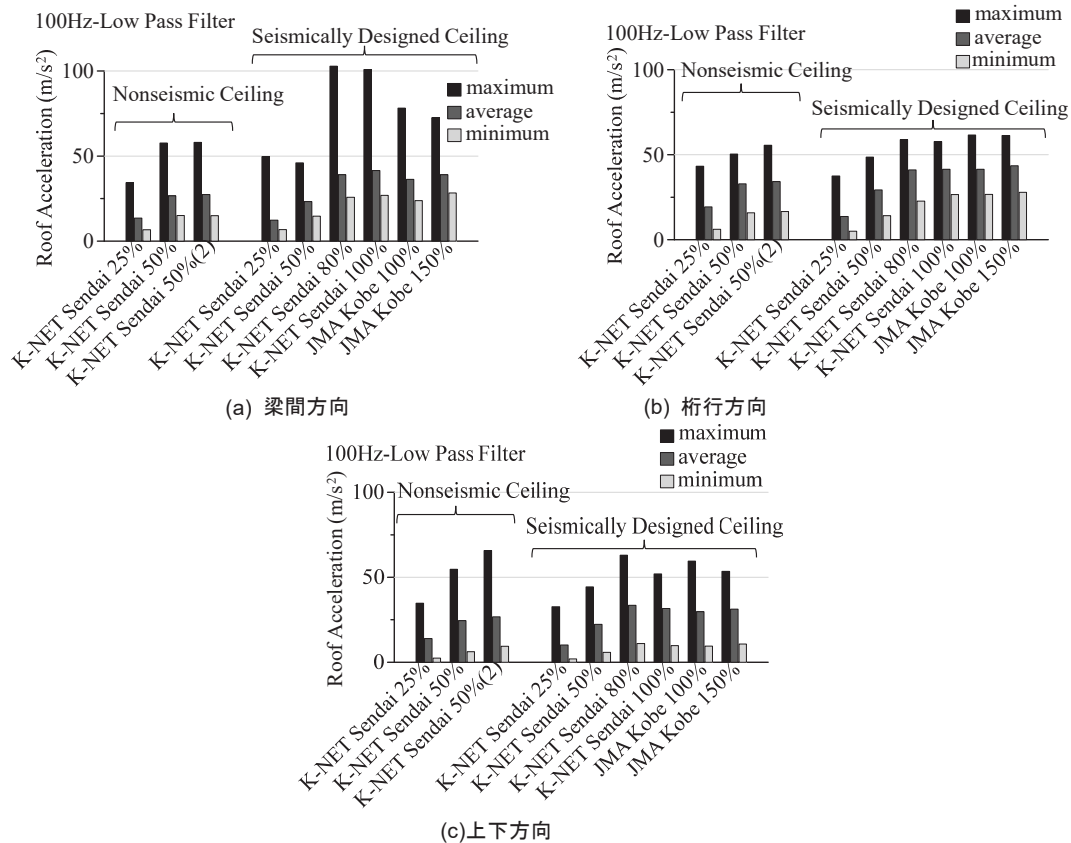 100Hz-Low Pass Filter
Seismically Designed Ceiling
Nonseismic Ceiling
maximum
average
minimum
Roof Acceleration (m/s²)
100
50
0
K-NET Sendai 25%
K-NET Sendai 50%
K-NET Sendai 50%(2)
K-NET Sendai 25%
K-NET Sendai 50%
K-NET Sendai 80%
K-NET Sendai 100%
JMA Kobe 100%
JMA Kobe 150%
(a) 梁間方向
maximum
average
minimum
100Hz-Low Pass Filter
Nonseismic Ceiling
Seismically Designed Ceiling
Roof Acceleration (m/s²)
100
50
0
K-NET Sendai 25%
K-NET Sendai 50%
K-NET Sendai 50%(2)
K-NET Sendai 25%
K-NET Sendai 50%
K-NET Sendai 80%
K-NET Sendai 100%
JMA Kobe 100%
JMA Kobe 150%
(b) 桁行方向
maximum
average
minimum
100Hz-Low Pass Filter
Nonseismic Ceiling
Seismically Designed Ceiling
Roof Acceleration (m/s²)
100
50
0
K-NET Sendai 25%
K-NET Sendai 50%
K-NET Sendai 50%(2)
K-NET Sendai 25%
K-NET Sendai 50%
K-NET Sendai 80%
K-NET Sendai 100%
JMA Kobe 100%
JMA Kobe 150%
(c)上下方向